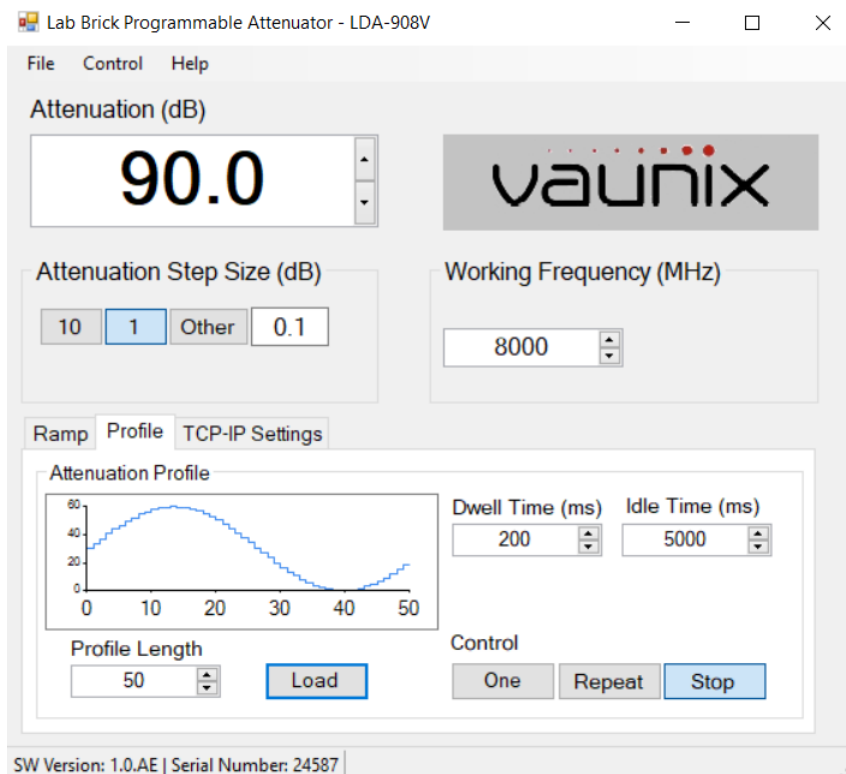 Lab Brick Programmable Attenuator - LDA-908V
File Control Help
Attenuation (dB)
90.0
vaunix
Attenuation Step Size (dB)
10 1 Other 0.1
Working Frequency (MHz)
8000
Ramp Profile TCP-IP Settings
Attenuation Profile
60
40
20
0
0 10 20 30 40 50
Dwell Time (ms) Idle Time (ms)
200 5000
Profile Length
50 Load
Control
One Repeat Stop
SW Version: 1.0.AE | Serial Number: 24587